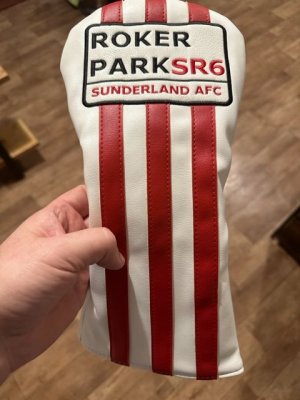 ROKER
PARKSR6
SUNDERLAND AFC